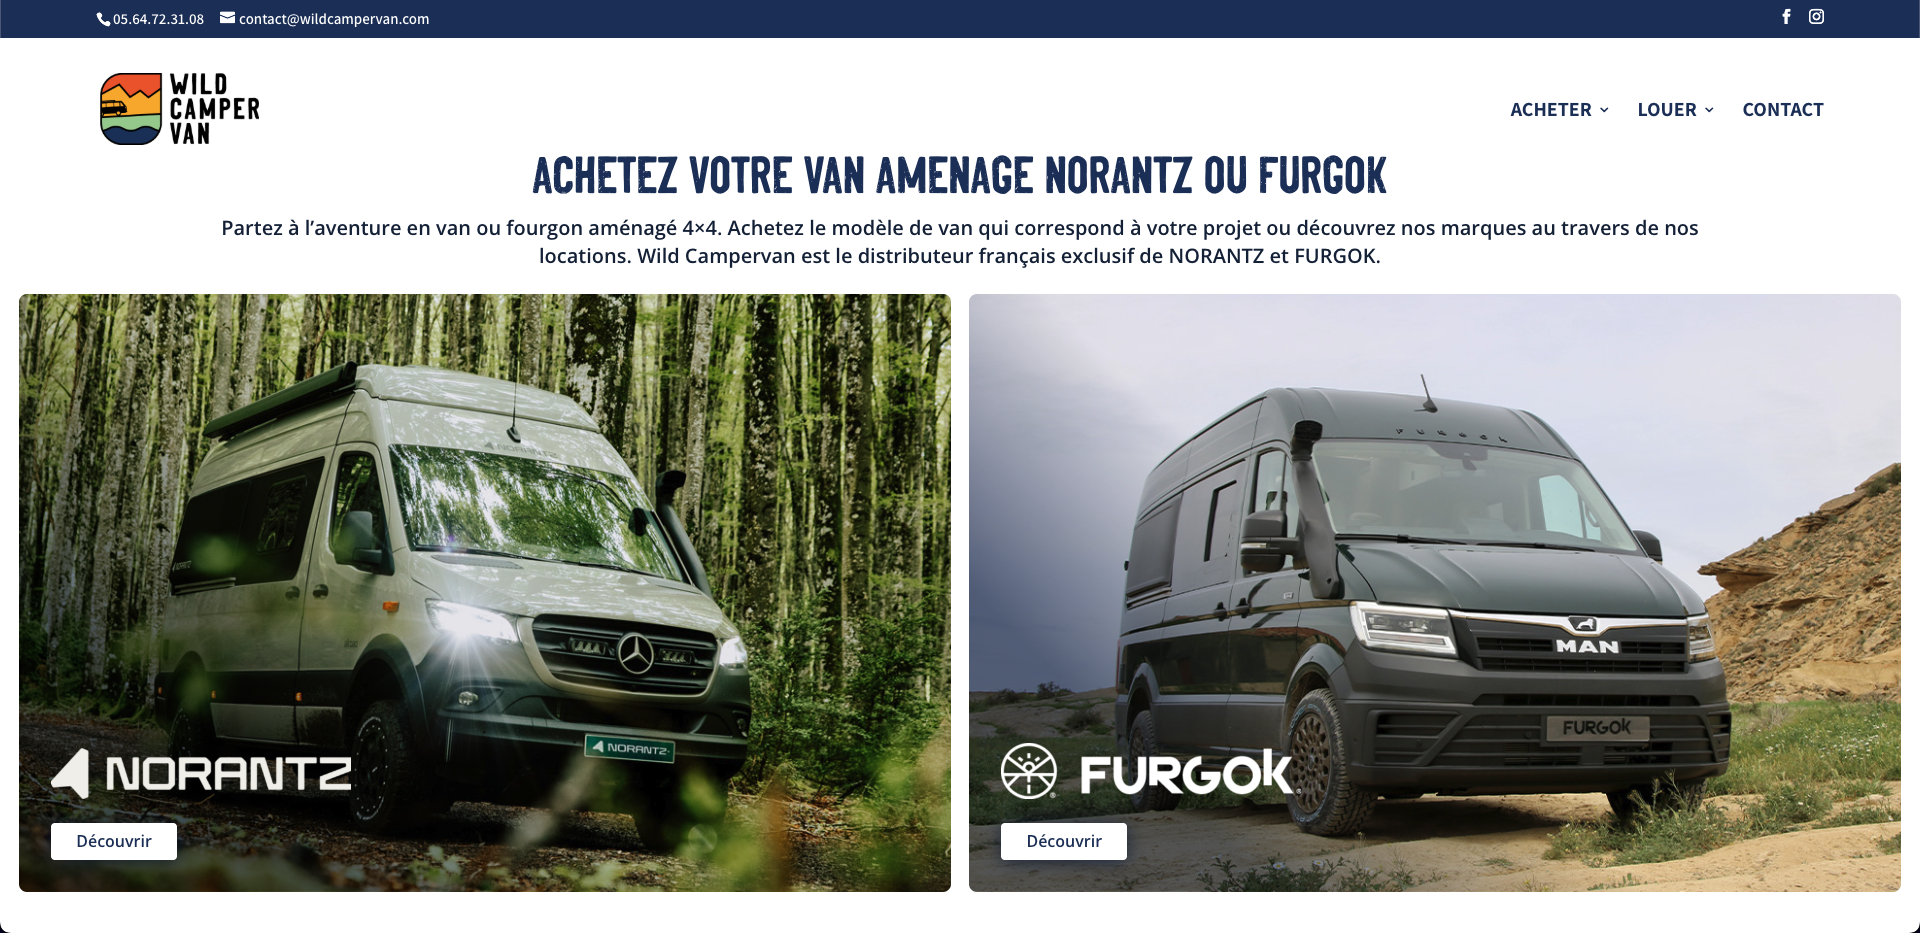 05.64.72.31.08 contact@wildcampervan.com
WILD
CAMPER
VAN
ACHETER LOUER CONTACT
ACHETEZ VOTRE VAN AMENAGE NORANTZ OU FURGOK
Partez à l’aventure en van ou fourgon aménagé 4×4. Achetez le modèle de van qui correspond à votre projet ou découvrez nos marques au travers de nos
locations. Wild Campervan est le distributeur français exclusif de NORANTZ et FURGOK.
NORANTZ
NORANTZ
NORANTZ
NORANTZ
Découvrir
FURGOK
MAN
FURGOK
FURGOK
Découvrir